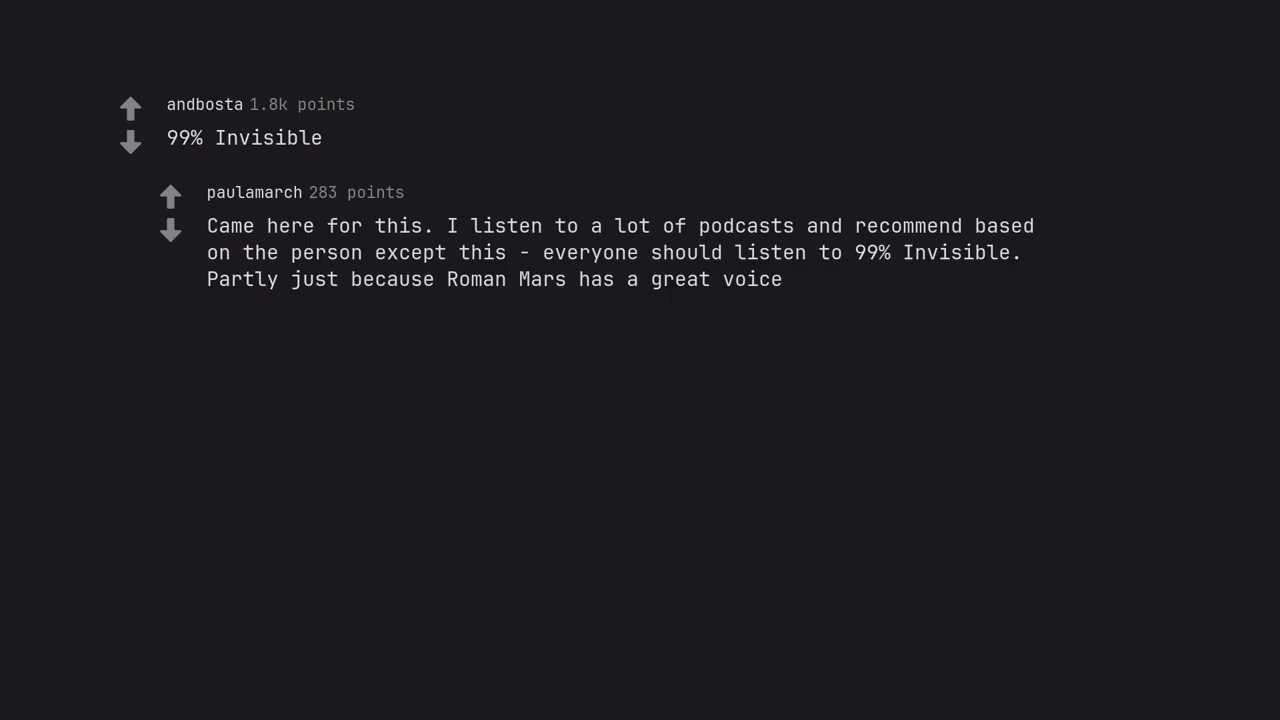 andbosta 1.8k points
99% Invisible
paulamarch 283 points
Came here for this. I listen to a lot of podcasts and recommend based
on the person except this - everyone should listen to 99% Invisible.
Partly just because Roman Mars has a great voice